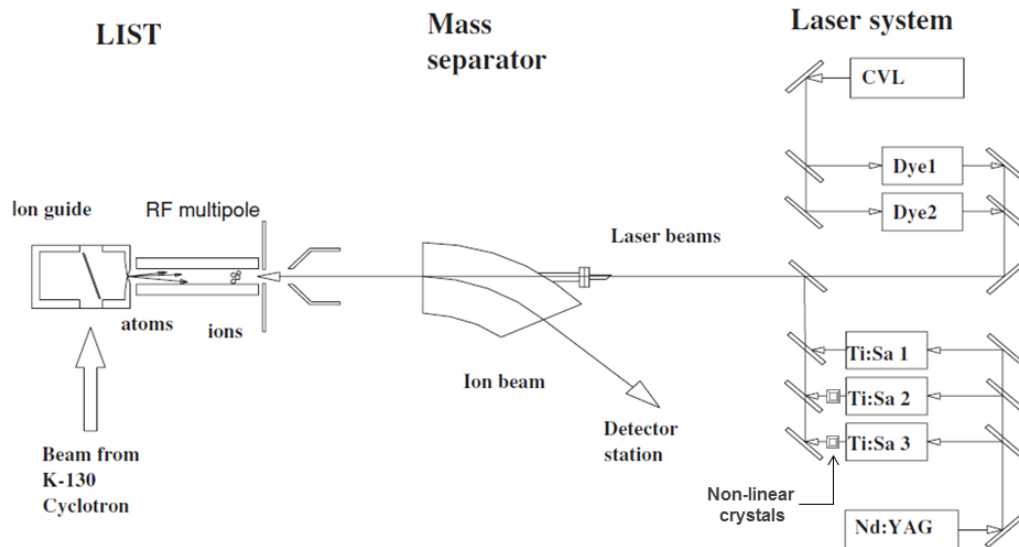 LIST
Mass
separator
Laser system
CVL
Dye1
Dye2
Ion guide
RF multipole
Laser beams
atoms
ions
Ion beam
Ti:Sa 1
Ti:Sa 2
Ti:Sa 3
Detector
station
Beam from
K-130
Cyclotron
Non-linear
crystals
Nd:YAG